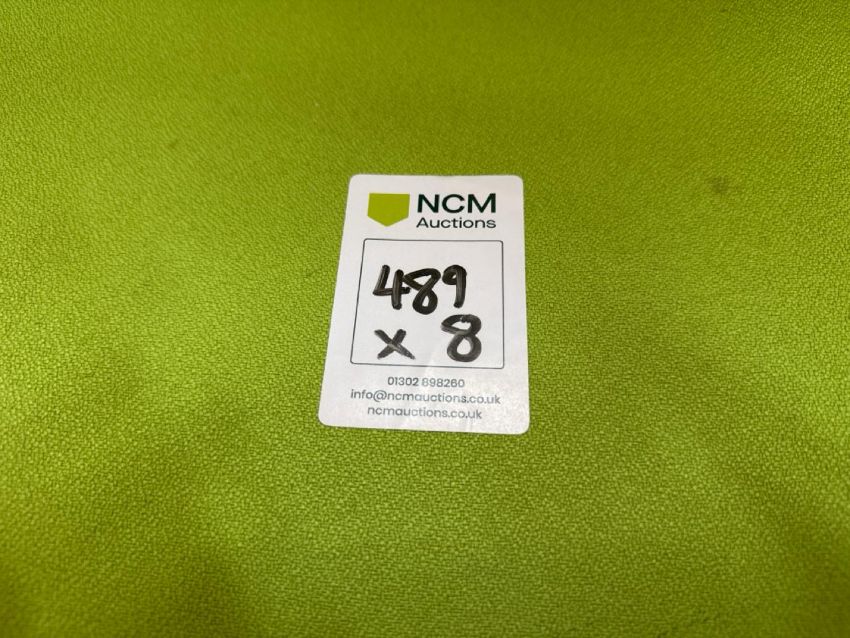 NCM
Auctions
489
x 8
01302 898260
info@ncmauctions.co.uk
ncmauctions.co.uk